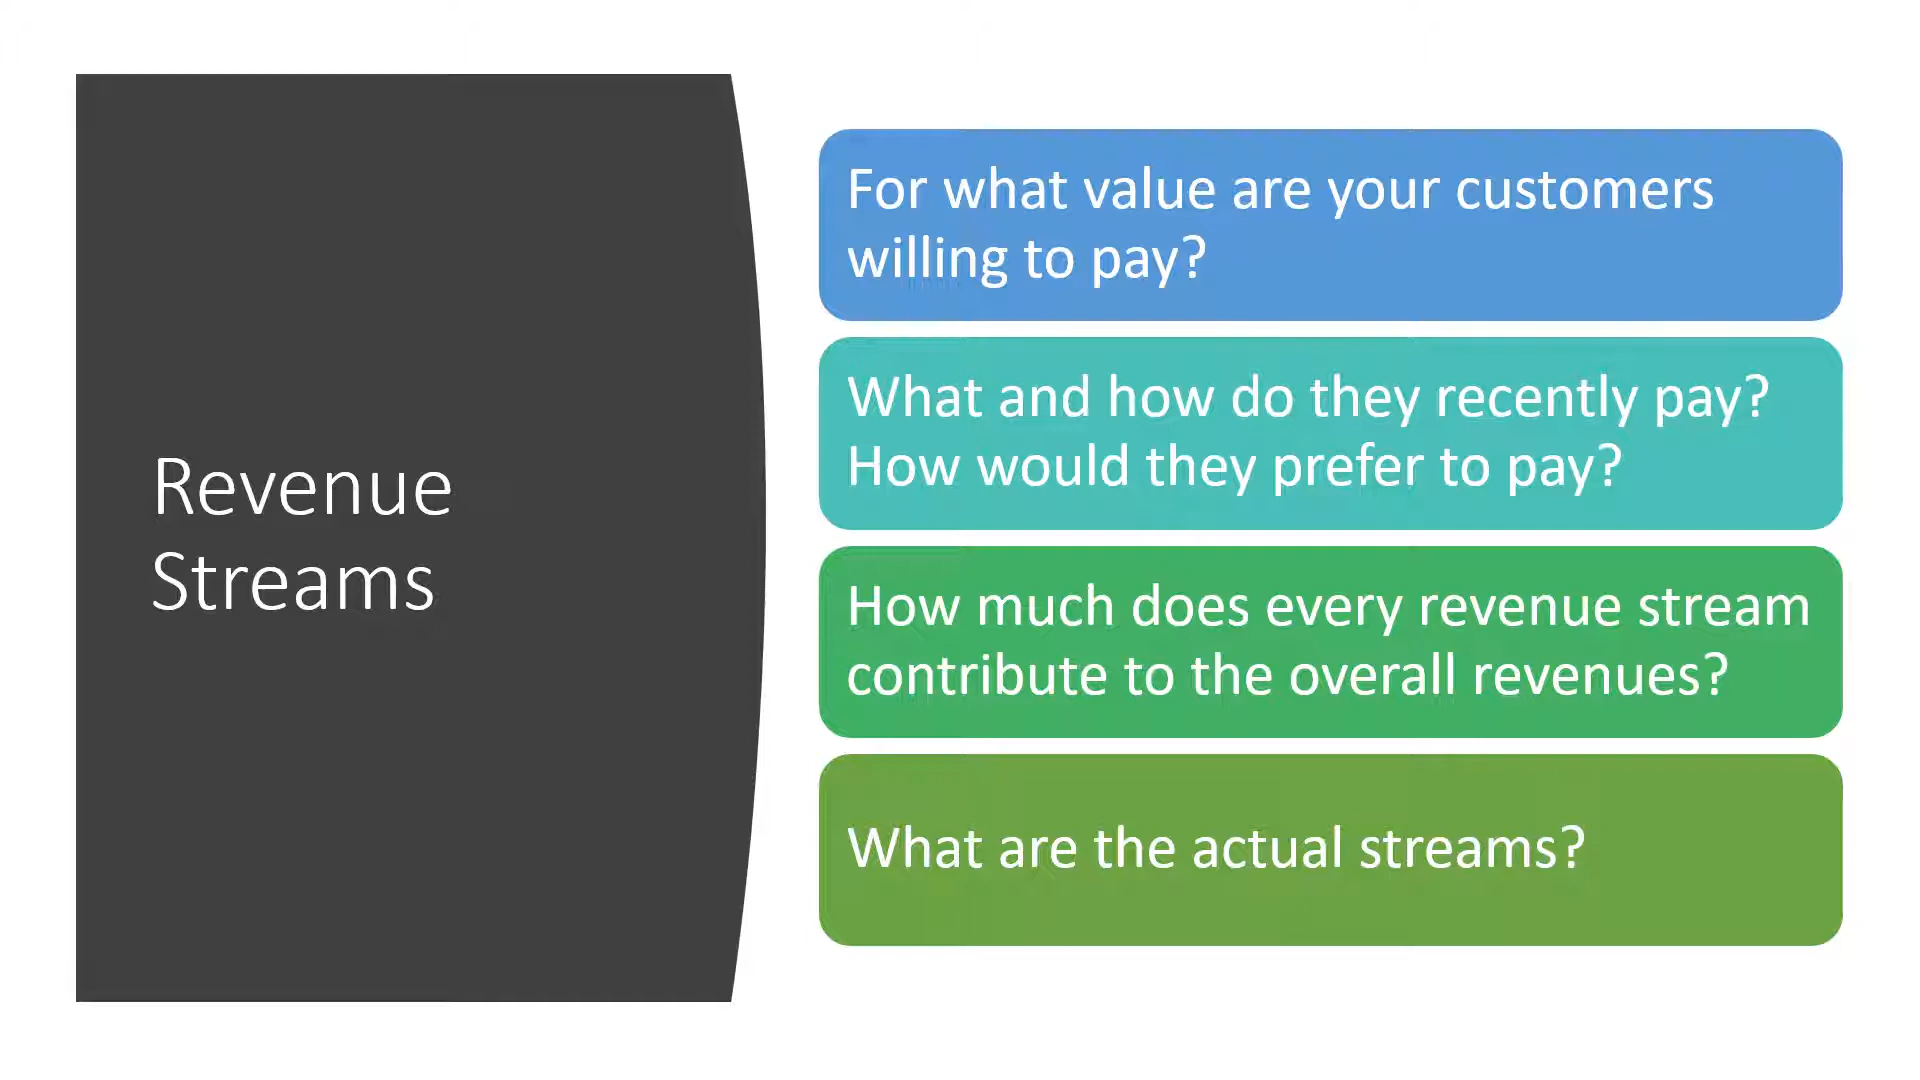 Revenue
Streams
For what value are your customers
willing to pay?
What and how do they recently pay?
How would they prefer to pay?
How much does every revenue stream
contribute to the overall revenues?
What are the actual streams?